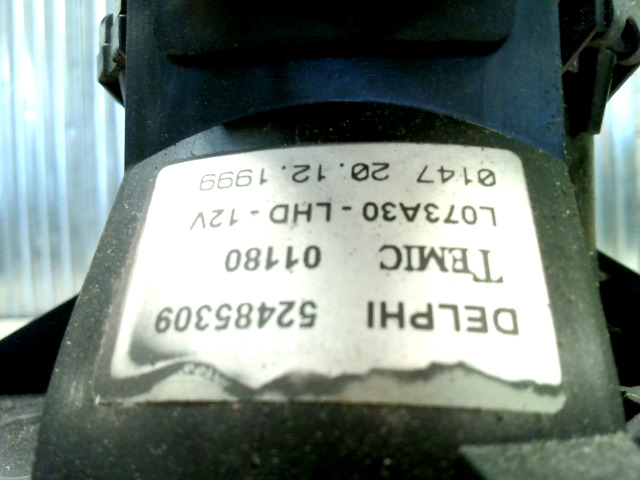 DELPHI 52485309
TEMIC 01180
L073A30 - LHD - 12V
0147 20.12.1999